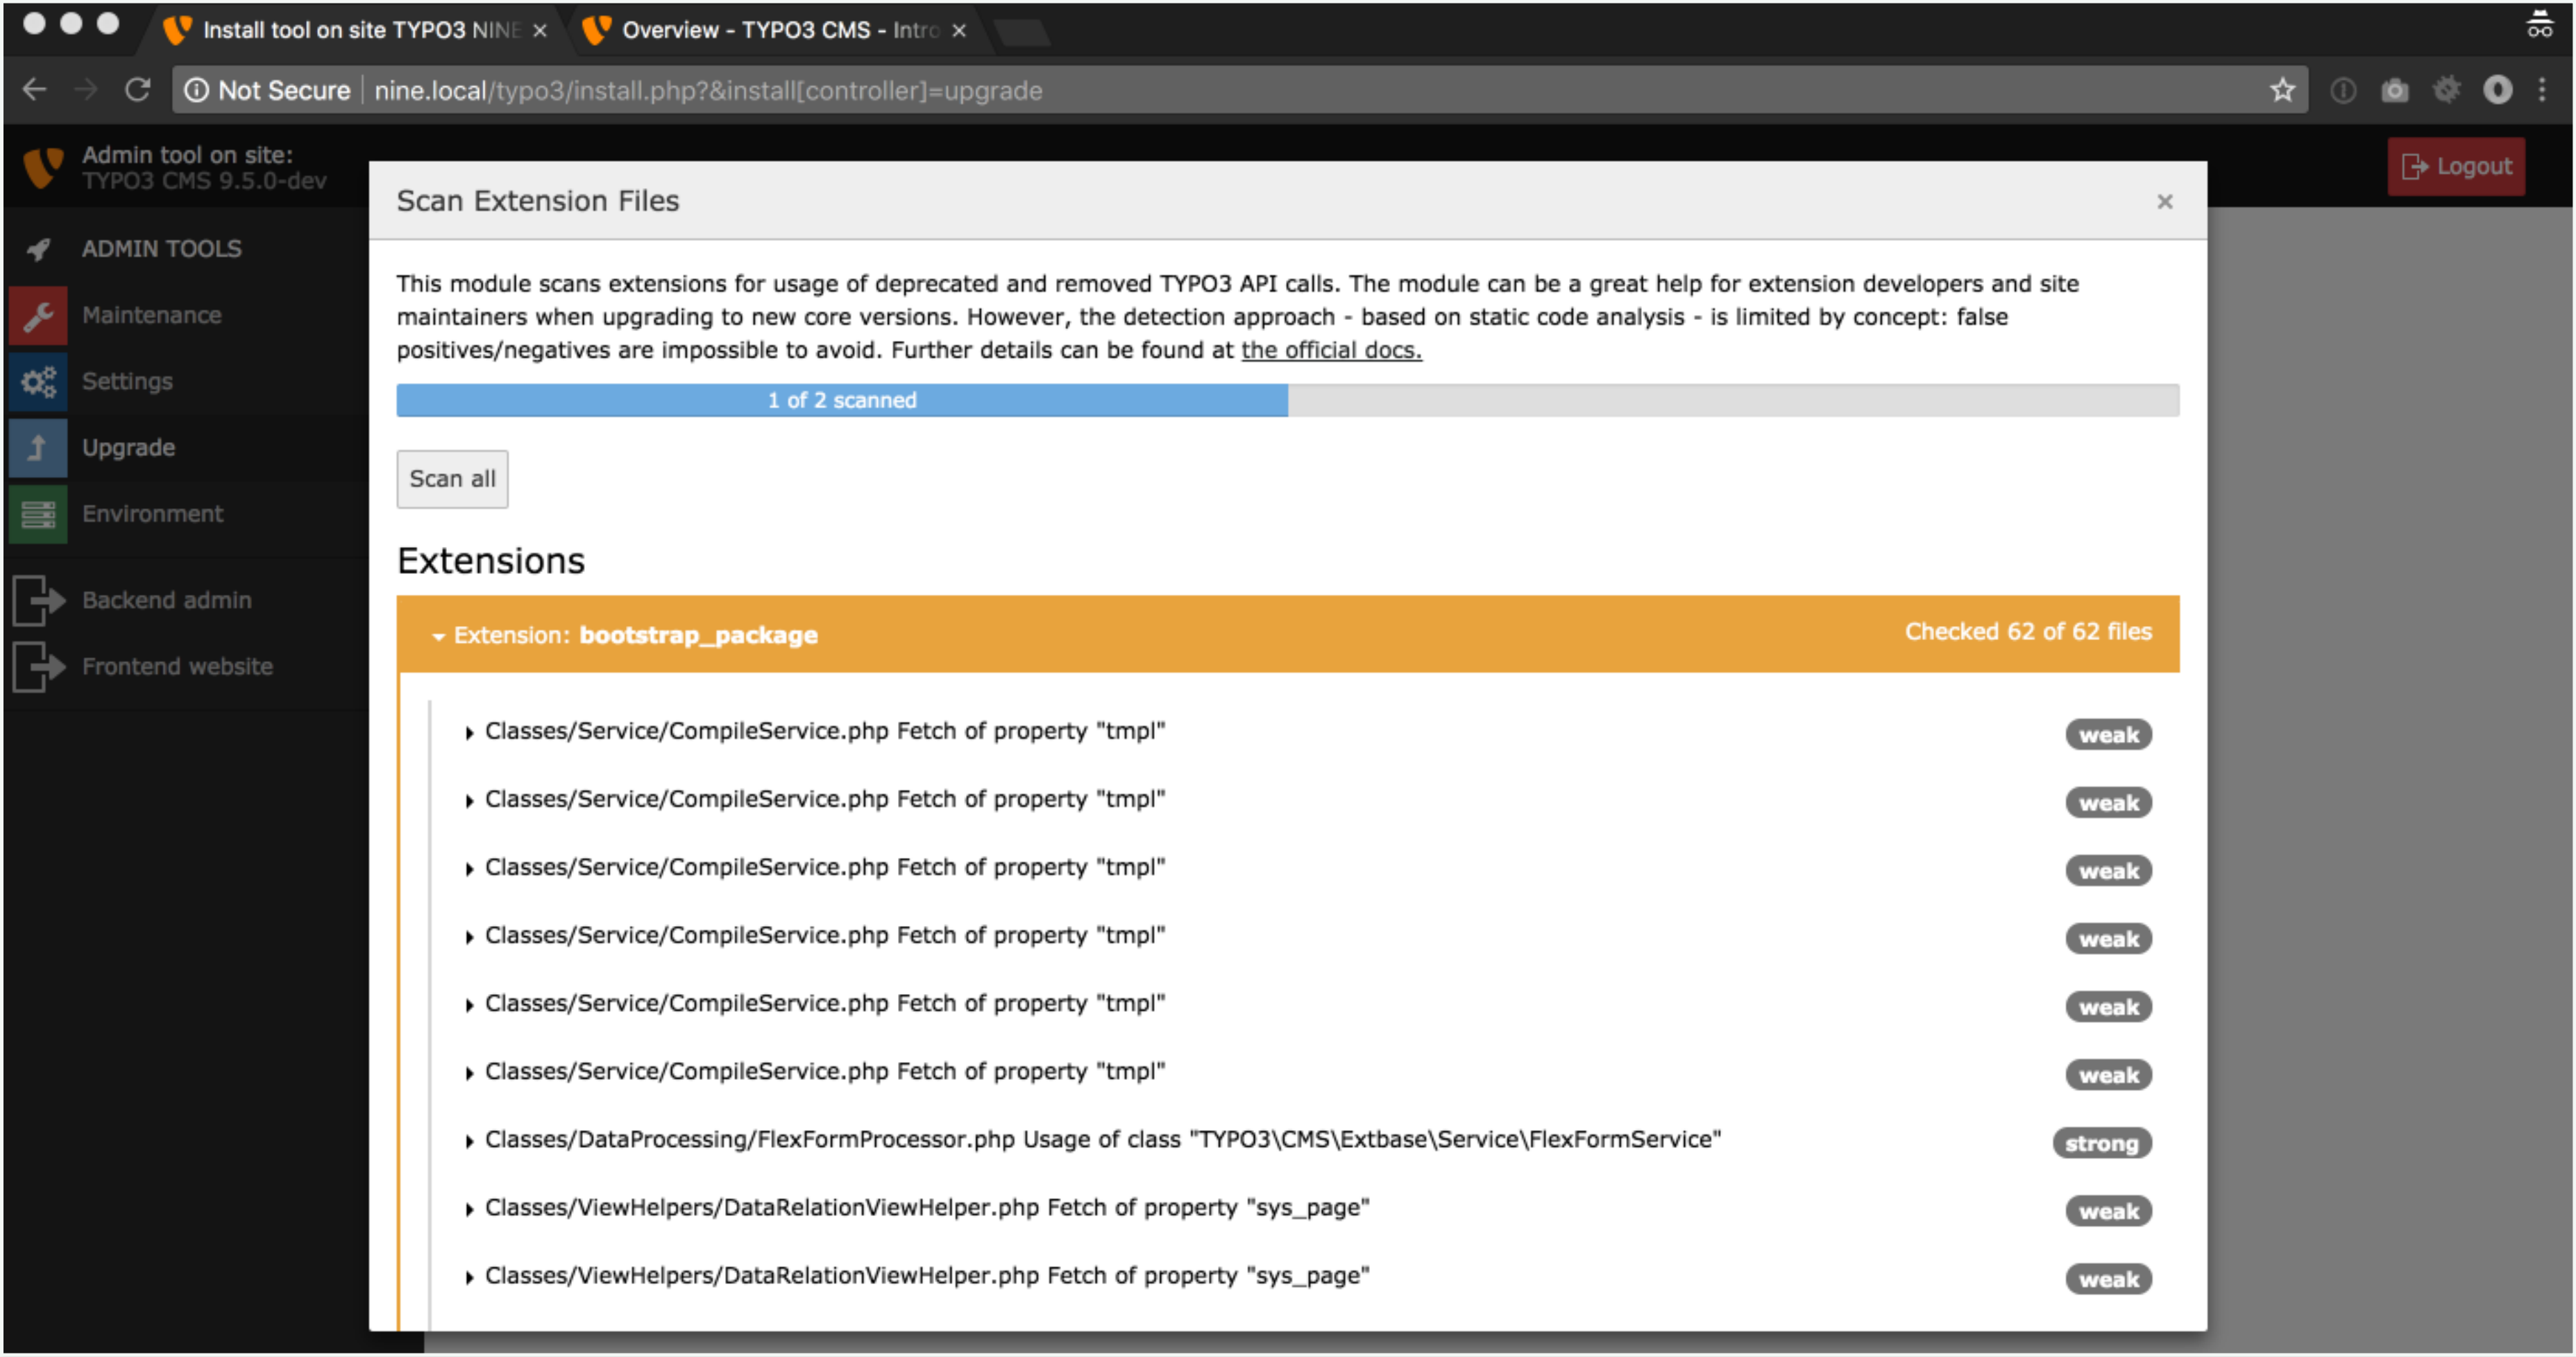 Install tool on site TYPO3 NINE
Overview - TYPO3 CMS - Intro
Not Secure nine.local/typo3/install.php?&install[controller]=upgrade
Admin tool on site:
TYPO3 CMS 9.5.0-dev
Logout
ADMIN TOOLS
Maintenance
Settings
Upgrade
Environment
Backend admin
Frontend website
Scan Extension Files
This module scans extensions for usage of deprecated and removed TYPO3 API calls. The module can be a great help for extension developers and site
maintainers when upgrading to new core versions. However, the detection approach - based on static code analysis - is limited by concept: false
positives/negatives are impossible to avoid. Further details can be found at the official docs.
1 of 2 scanned
Scan all
Extensions
Extension: bootstrap_package Checked 62 of 62 files
Classes/Service/CompileService.php Fetch of property "tmpl" weak
Classes/Service/CompileService.php Fetch of property "tmpl" weak
Classes/Service/CompileService.php Fetch of property "tmpl" weak
Classes/Service/CompileService.php Fetch of property "tmpl" weak
Classes/Service/CompileService.php Fetch of property "tmpl" weak
Classes/Service/CompileService.php Fetch of property "tmpl" weak
Classes/DataProcessing/FlexFormProcessor.php Usage of class "TYPO3\CMS\Extbase\Service\FlexFormService" strong
Classes/ViewHelpers/DataRelationViewHelper.php Fetch of property "sys_page" weak
Classes/ViewHelpers/DataRelationViewHelper.php Fetch of property "sys_page" weak